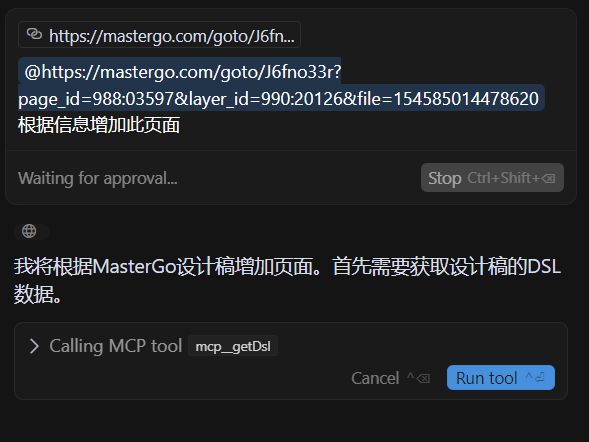 https://mastergo.com/goto/J6fn...
@https://mastergo.com/goto/J6fno33r?
page_id=988:03597&layer_id=990:20126&file=154585014478620
根据信息增加此页面
Waiting for approval...
Stop Ctrl+Shift+⌫
我将根据MasterGo设计稿增加页面。首先需要获取设计稿的DSL
数据。
Calling MCP tool mcp__getDsl
Cancel ^⌫ Run tool ^⏎